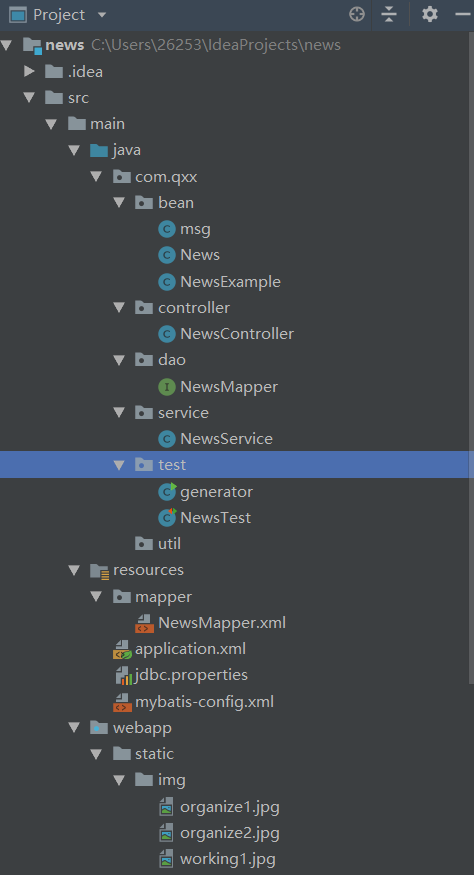 Project
news C:\Users\26253\IdeaProjects\news
.idea
src
main
java
com.qxx
bean
msg
News
NewsExample
controller
NewsController
dao
NewsMapper
service
NewsService
test
generator
NewsTest
util
resources
mapper
NewsMapper.xml
application.xml
jdbc.properties
mybatis-config.xml
webapp
static
img
organize1.jpg
organize2.jpg
working1.jpg